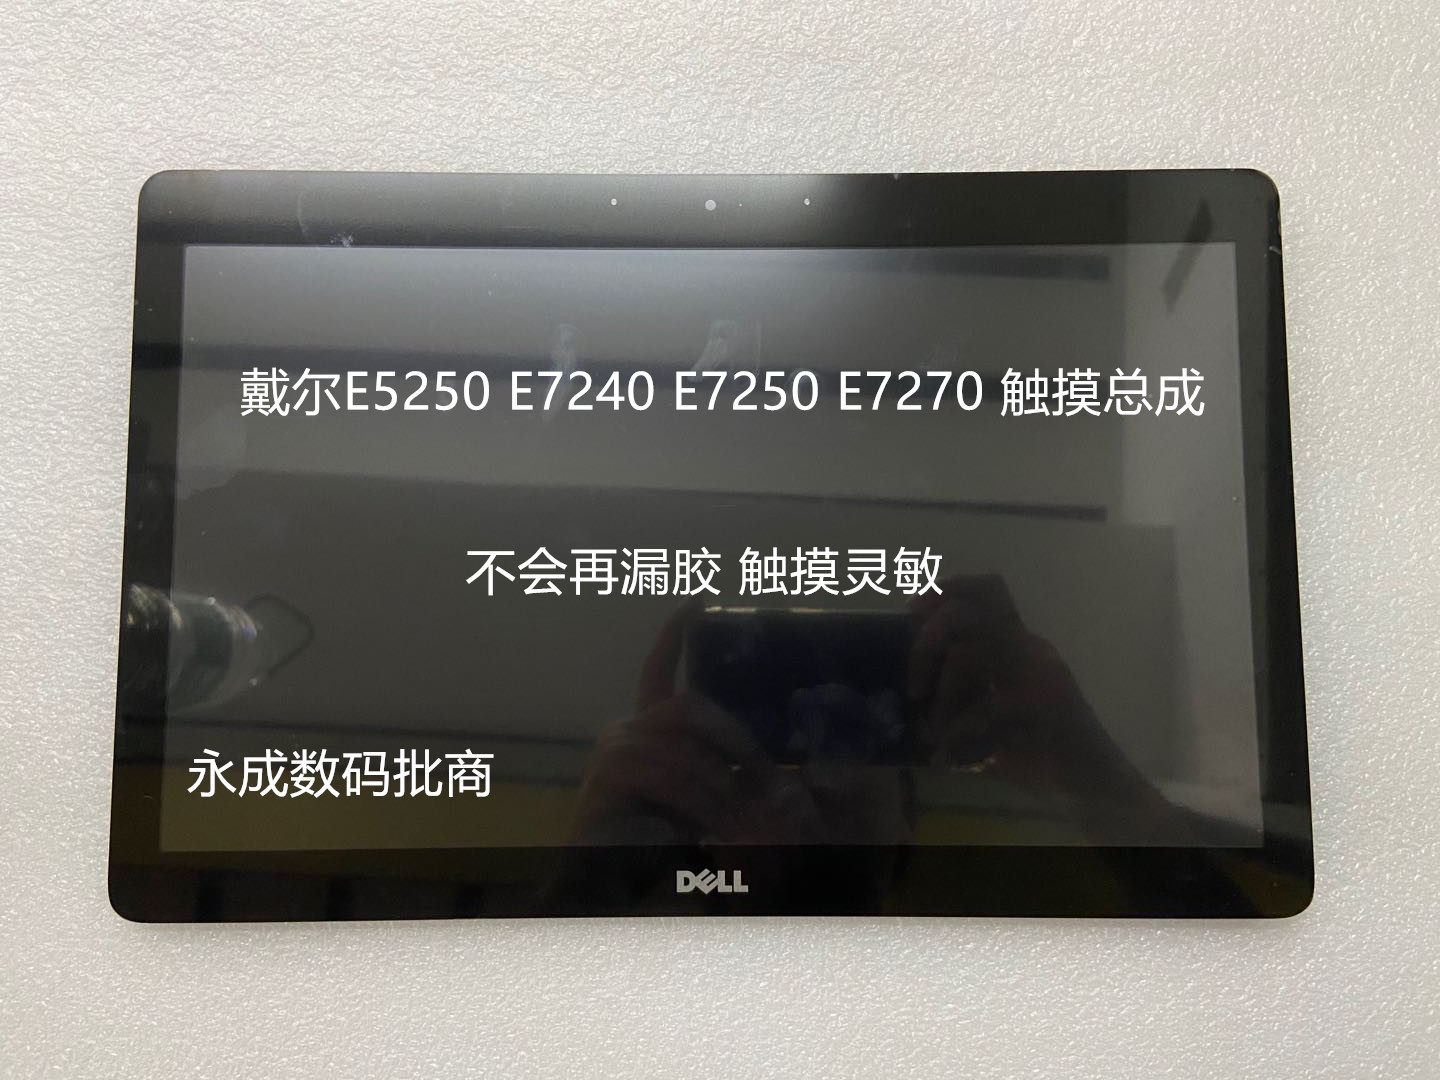 戴尔E5250 E7240 E7250 E7270 触摸总成
不会再漏胶 触摸灵敏
永成数码批商
DELL